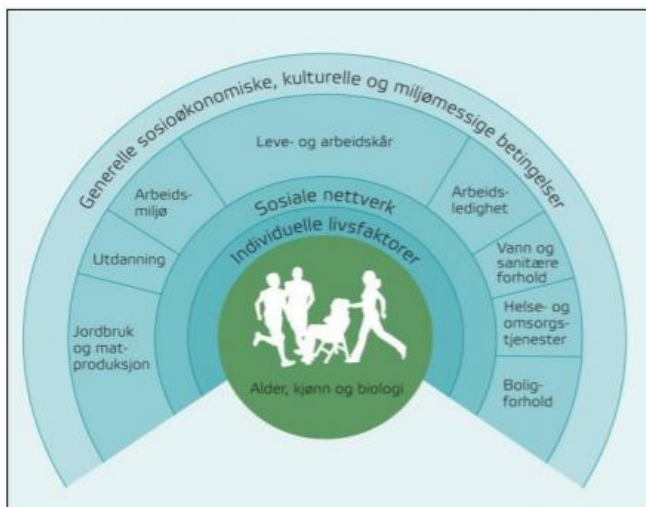 Generelle sosioøkonomiske, kulturelle og miljømessige betingelser
Leve- og arbeidskår
Arbeids-
miljø
Utdanning
Jordbruk
og mat-
produksjon
Arbeids-
ledighet
Vann og
sanitære
forhold
Helse- og
omsorgs-
tjenester
Bolig-
forhold
Sosiale nettverk
Individuelle livsfaktorer
Alder, kjønn og biologi